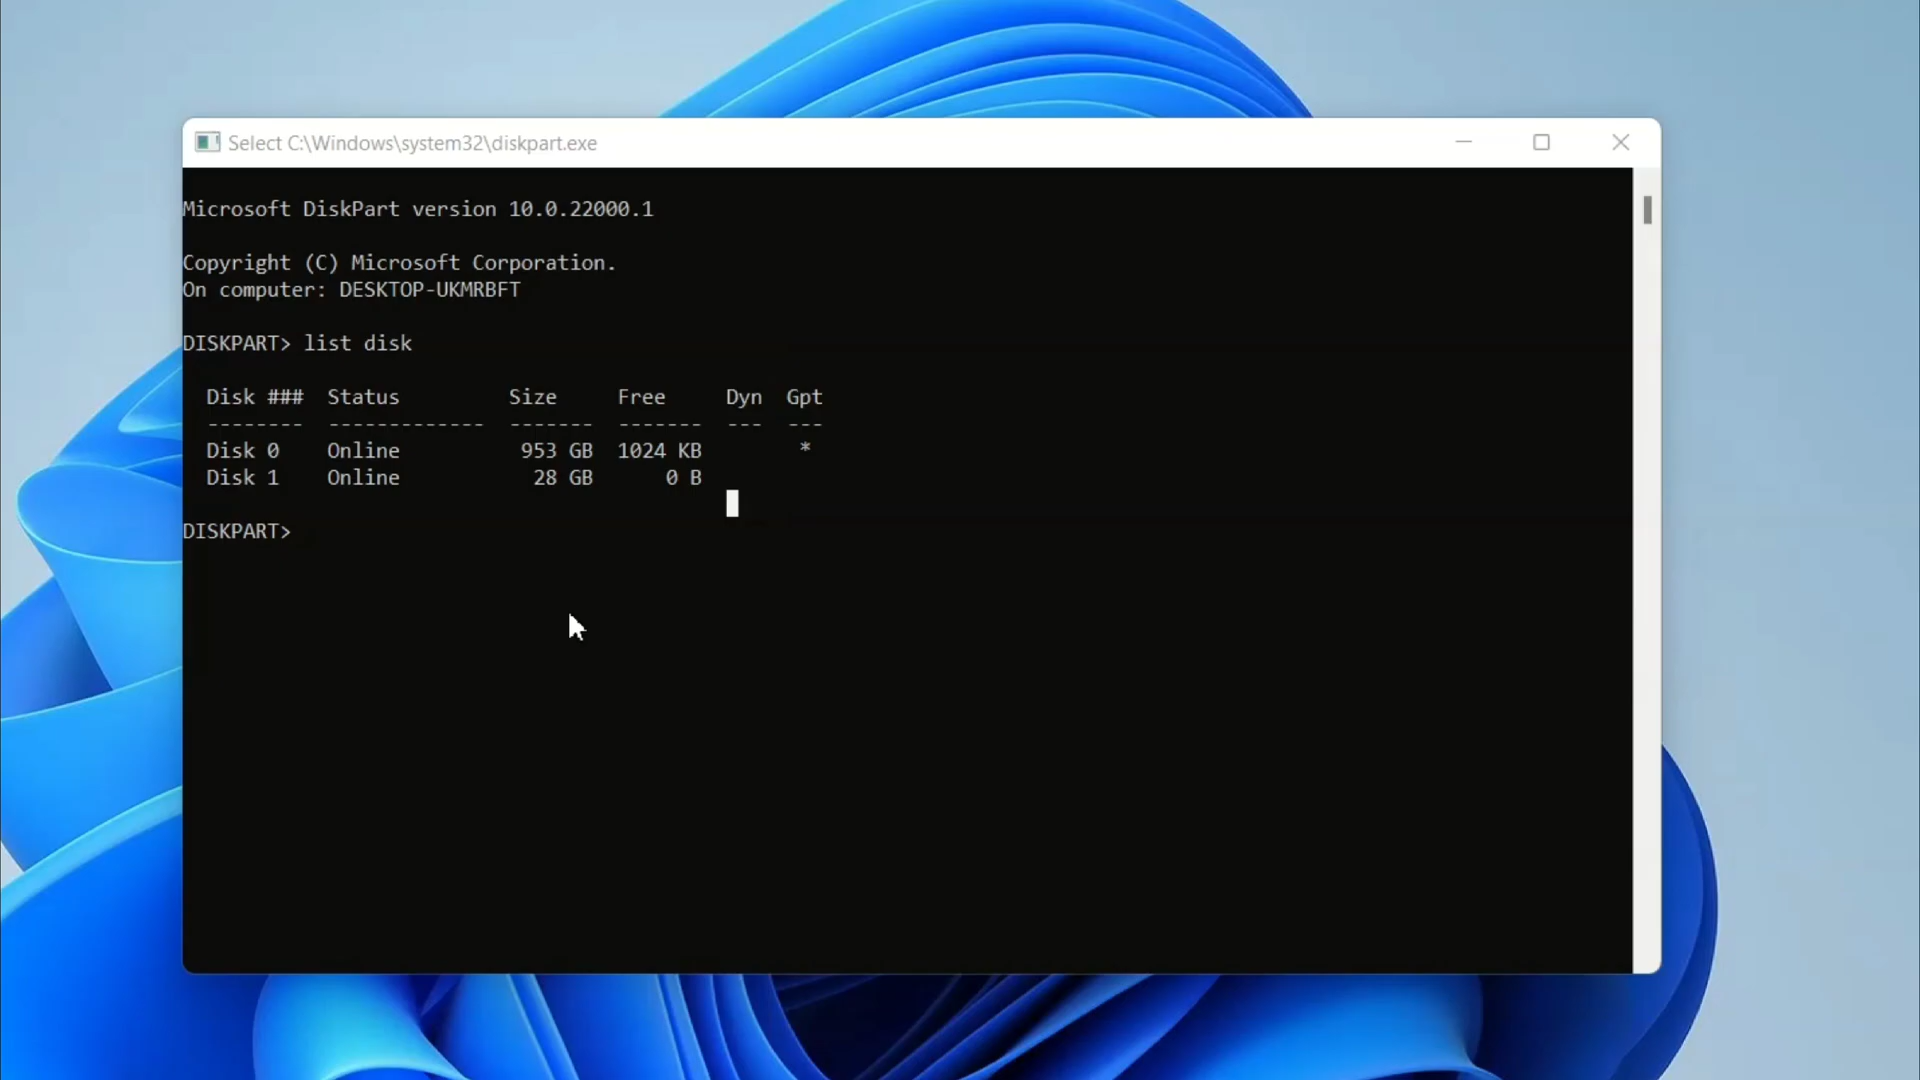 Select C:\Windows\system32\diskpart.exe
Microsoft DiskPart version 10.0.22000.1
Copyright (C) Microsoft Corporation.
On computer: DESKTOP-UKMRBFT
DISKPART> list disk
Disk ###  Status         Size     Free     Dyn  Gpt
--------  -------------  -------  -------  ---  ---
Disk 0    Online          953 GB  1024 KB        *
Disk 1    Online           28 GB      0 B
DISKPART>